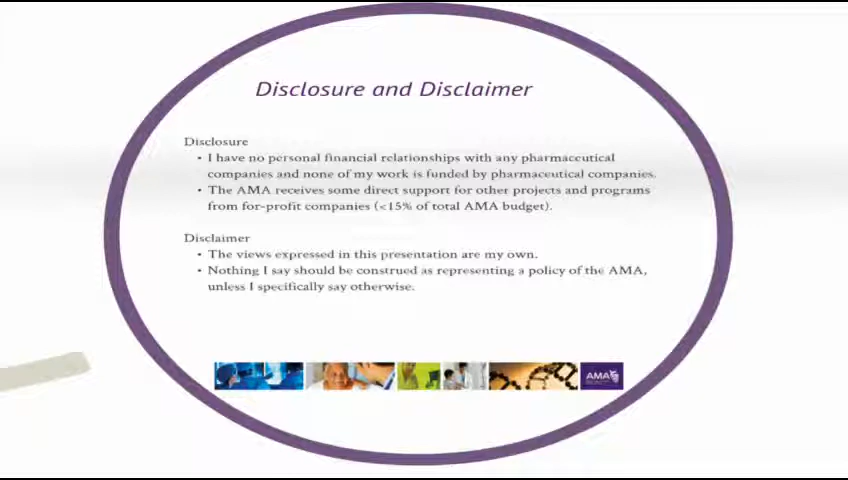 Disclosure and Disclaimer
Disclosure
• I have no personal financial relationships with any pharmaceutical
companies and none of my work is funded by pharmaceutical companies.
• The AMA receives some direct support for other projects and programs
from for-profit companies (<15% of total AMA budget).
Disclaimer
• The views expressed in this presentation are my own.
• Nothing I say should be construed as representing a policy of the AMA,
unless I specifically say otherwise.
AMA